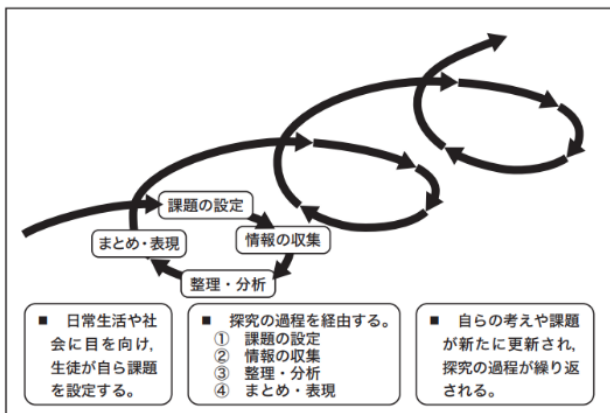 課題の設定
情報の収集
まとめ・表現
整理・分析
■ 日常生活や社
会に目を向け,
生徒が自ら課題
を設定する。
■ 探究の過程を経由する。
① 課題の設定
② 情報の収集
③ 整理・分析
④ まとめ・表現
■ 自らの考えや課題
が新たに更新され,
探究の過程が繰り返
される。